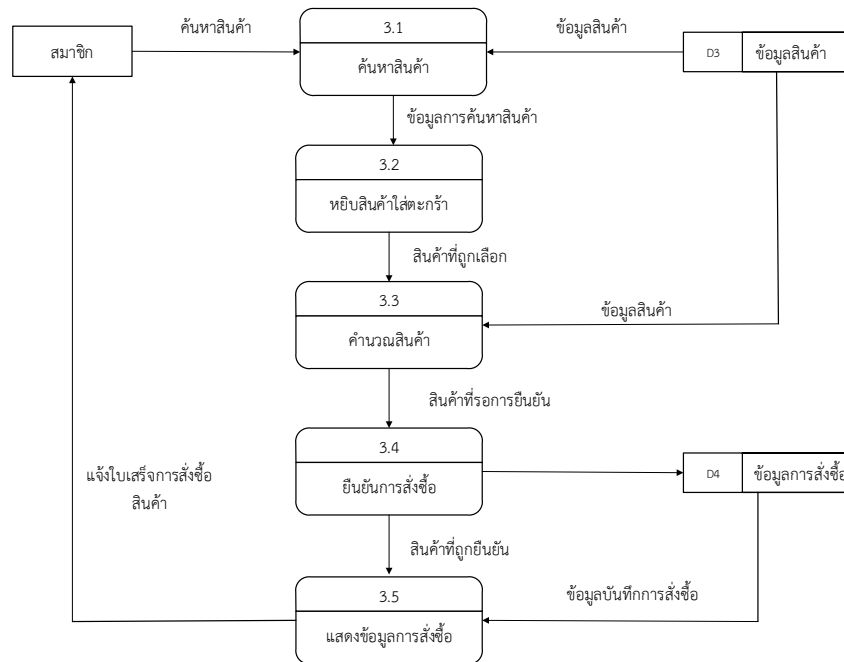 สมาชิก
ค้นหาสินค้า
3.1
ค้นหาสินค้า
ข้อมูลสินค้า
D3
ข้อมูลสินค้า
ข้อมูลการค้นหาสินค้า
3.2
หยิบสินค้าใส่ตะกร้า
สินค้าที่ถูกเลือก
3.3
คำนวณสินค้า
ข้อมูลสินค้า
สินค้าที่รอการยืนยัน
3.4
ยืนยันการสั่งซื้อ
D4
ข้อมูลการสั่งซื้อ
แจ้งใบเสร็จการสั่งซื้อ
สินค้า
สินค้าที่ถูกยืนยัน
3.5
แสดงข้อมูลการสั่งซื้อ
ข้อมูลบันทึกการสั่งซื้อ